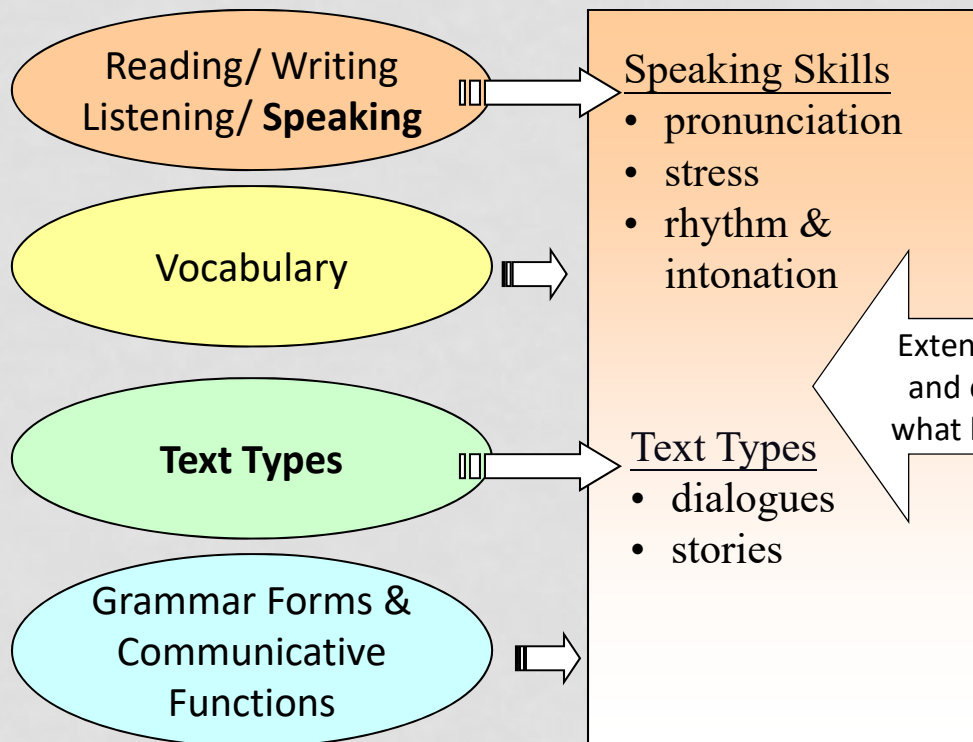 Reading/ Writing
Listening/ Speaking
Vocabulary
Text Types
Grammar Forms &
Communicative
Functions
Speaking Skills
• pronunciation
• stress
• rhythm &
intonation
Text Types
• dialogues
• stories
and
what